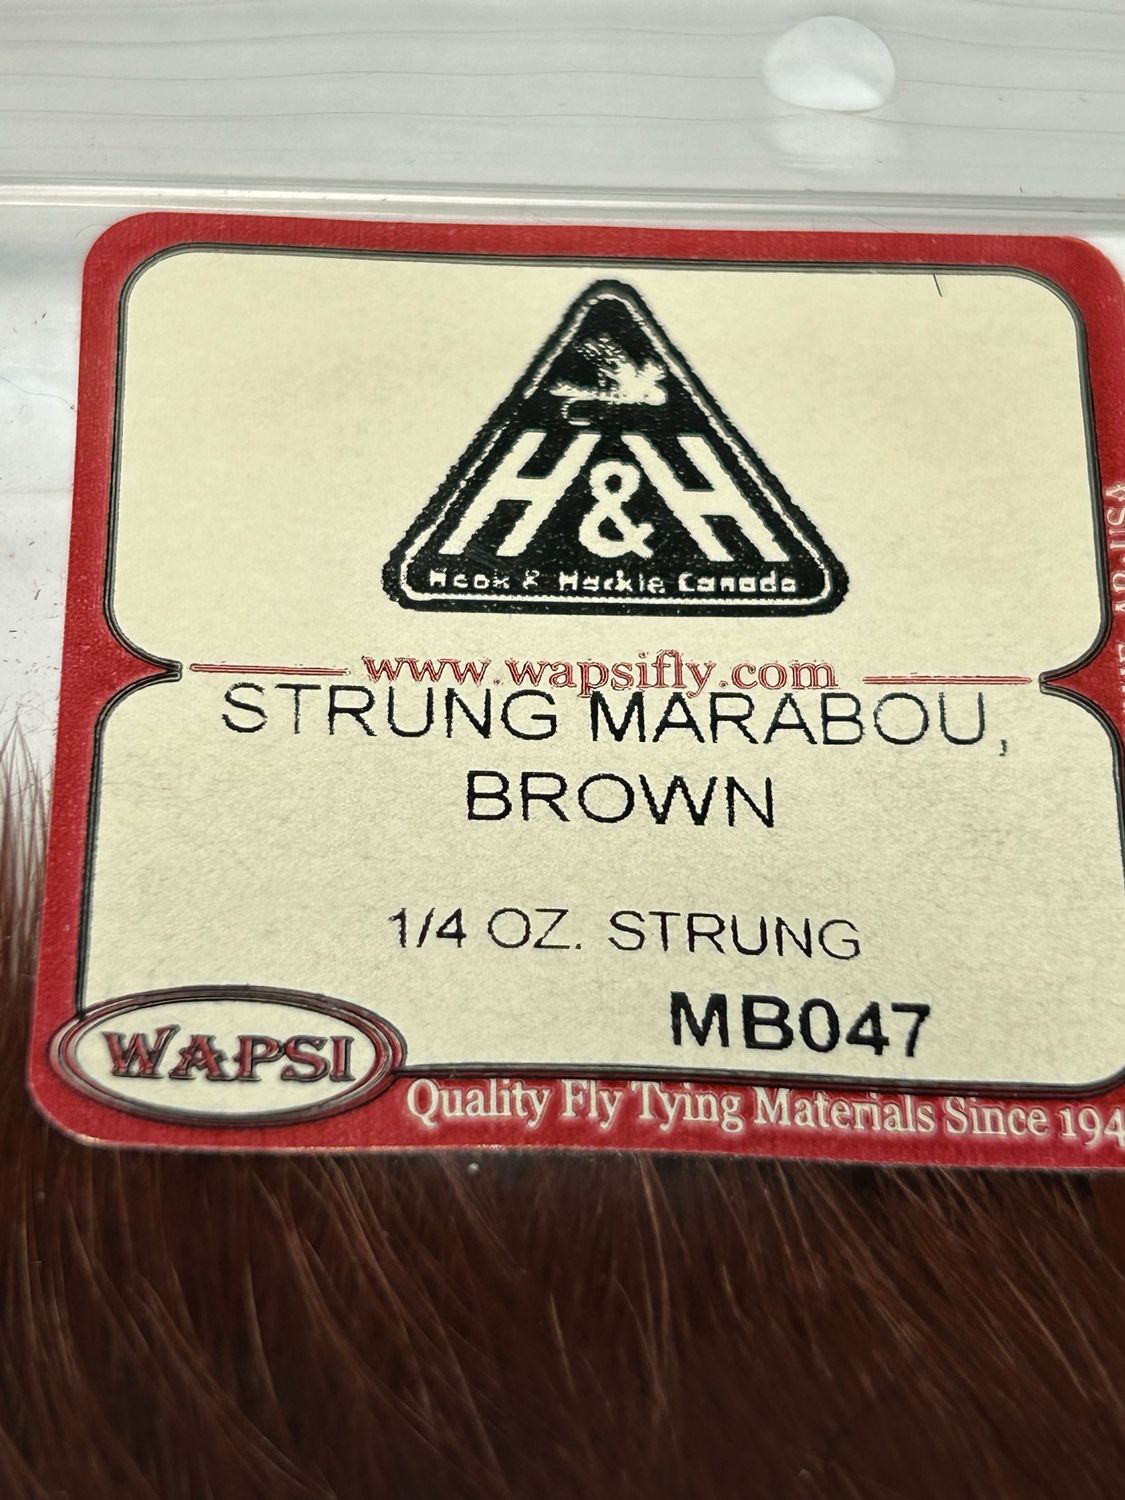 H&H
Hook & Hackle Canada
www.wapsifly.com
STRUNG MARABOU,
BROWN
1/4 OZ. STRUNG
MB047
WAPSI
Quality Fly Tying Materials Since 194
USA